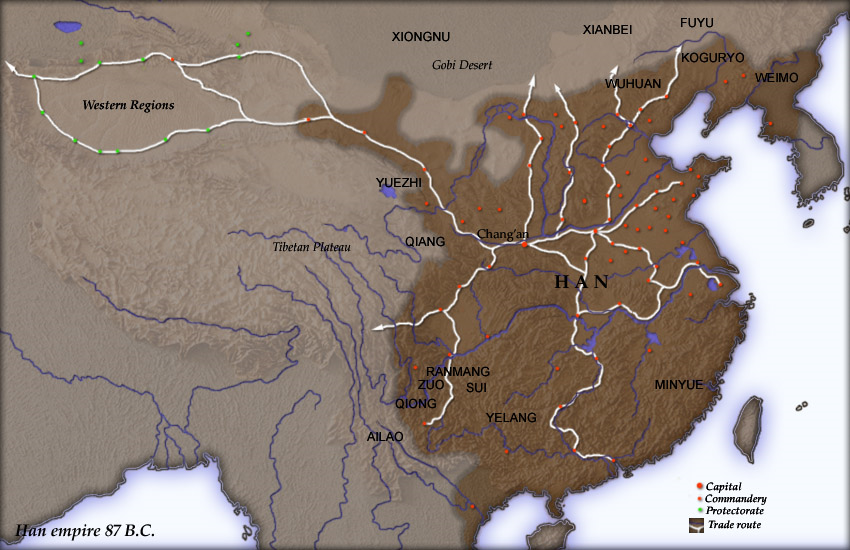 FUYU
XIONGNU
XIANBEI
KOGURYO
Gobi Desert
WEIMO
WUHUAN
Western Regions
YUEZHI
Chang'an
QIANG
Tibetan Plateau
HAN
RANMANG
ZUO
SUI
MINYUE
QIONG
YELANG
AILAO
Capital
Commandery
Protectorate
Trade route
Han empire 87 B.C.